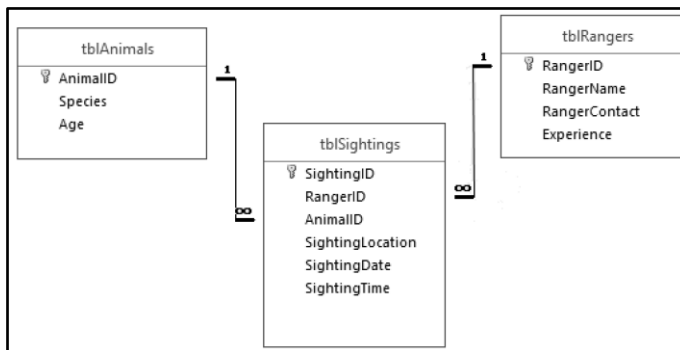 tblAnimals
AnimalID
Species
Age
1
∞
tblSightings
SightingID
RangerID
AnimalID
SightingLocation
SightingDate
SightingTime
1
∞
tblRangers
RangerID
RangerName
RangerContact
Experience